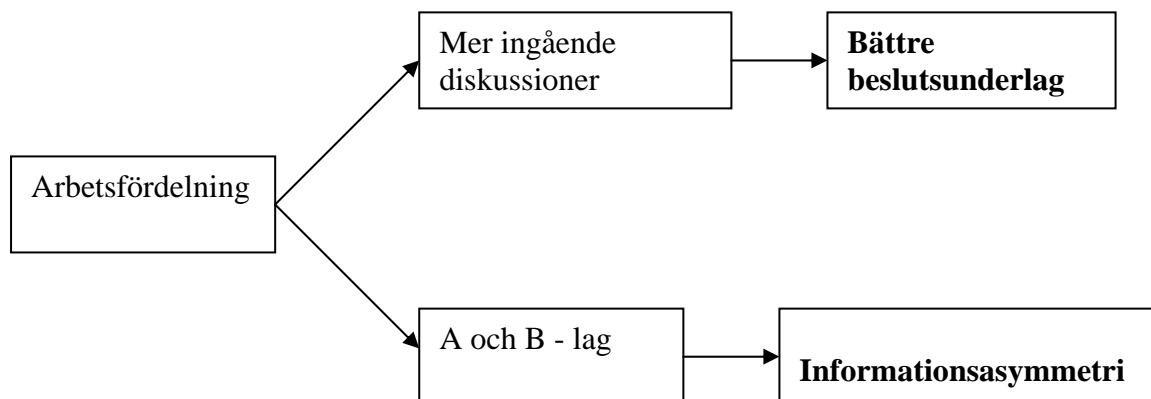 Mer ingående
diskussioner
Bättre
beslutsunderlag
Arbetsfördelning
A och B - lag
Informationsasymmetri